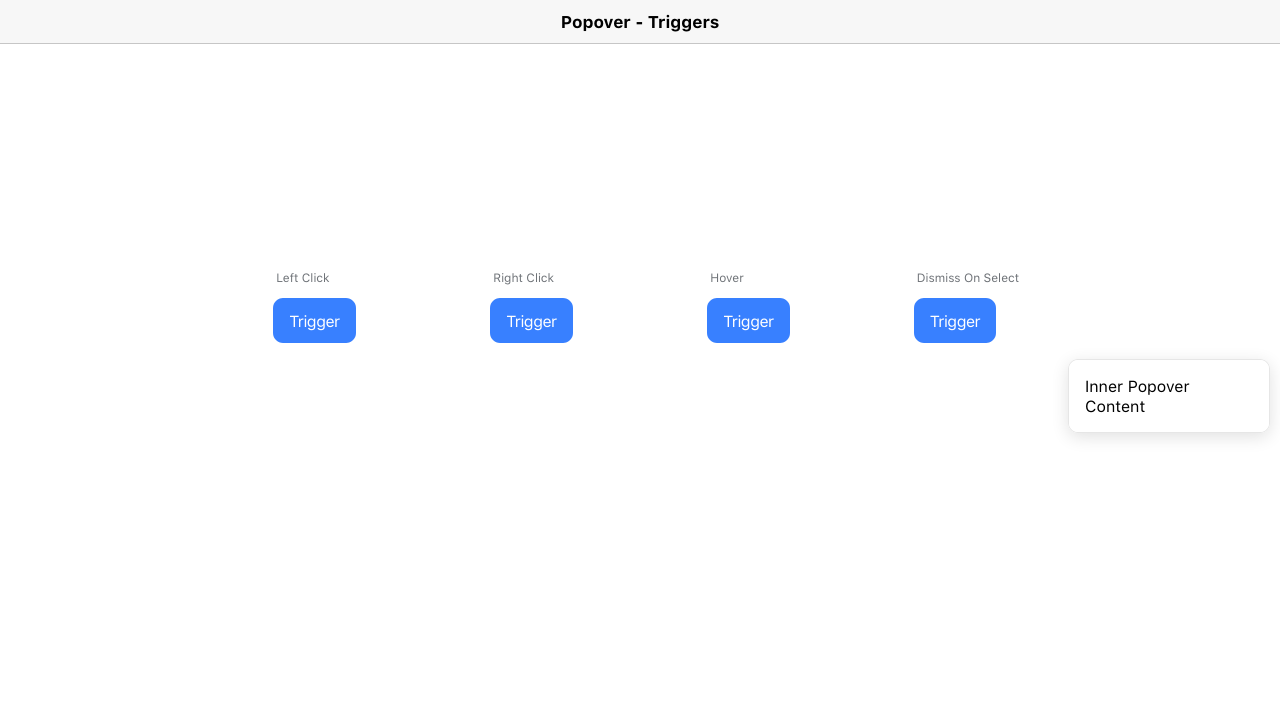 Popover - Triggers
Left Click
Right Click
Hover
Dismiss On Select
Trigger
Trigger
Trigger
Trigger
Inner Popover
Content